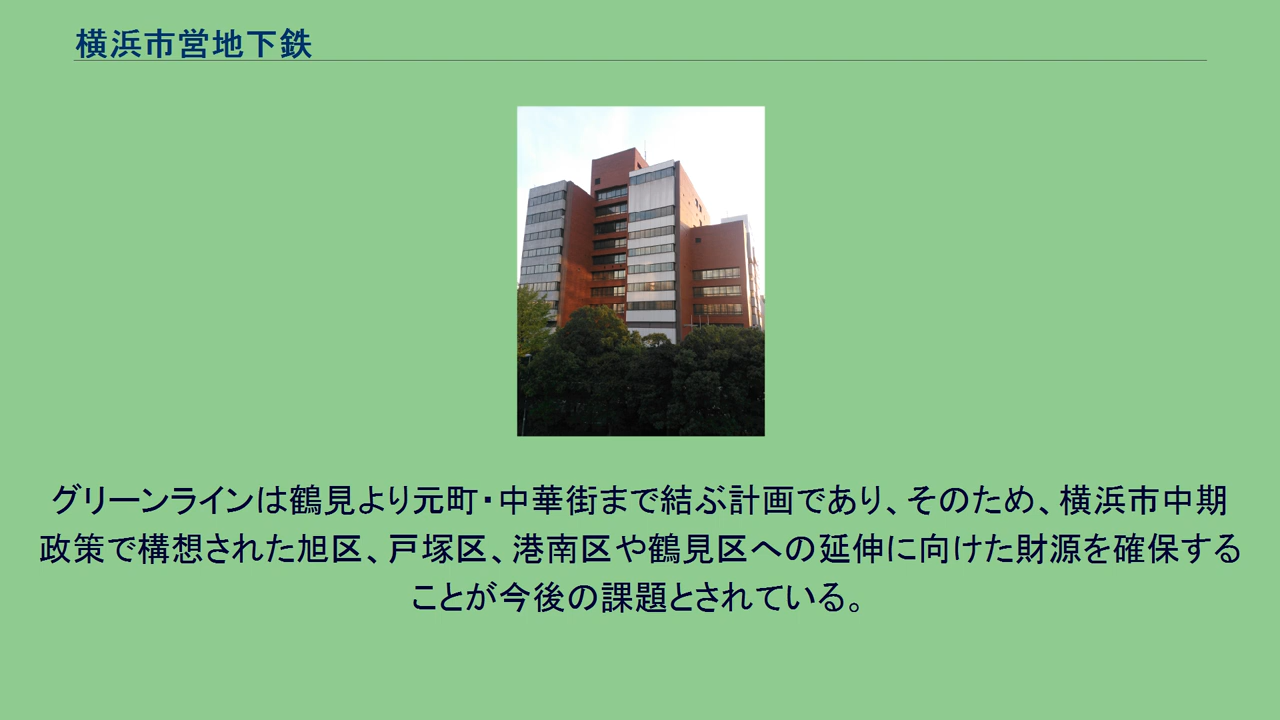 横浜市営地下鉄
グリーンラインは鶴見より元町・中華街まで結ぶ計画であり、そのため、横浜市中期
政策で構想された旭区、戸塚区、港南区や鶴見区への延伸に向けた財源を確保する
ことが今後の課題とされている。